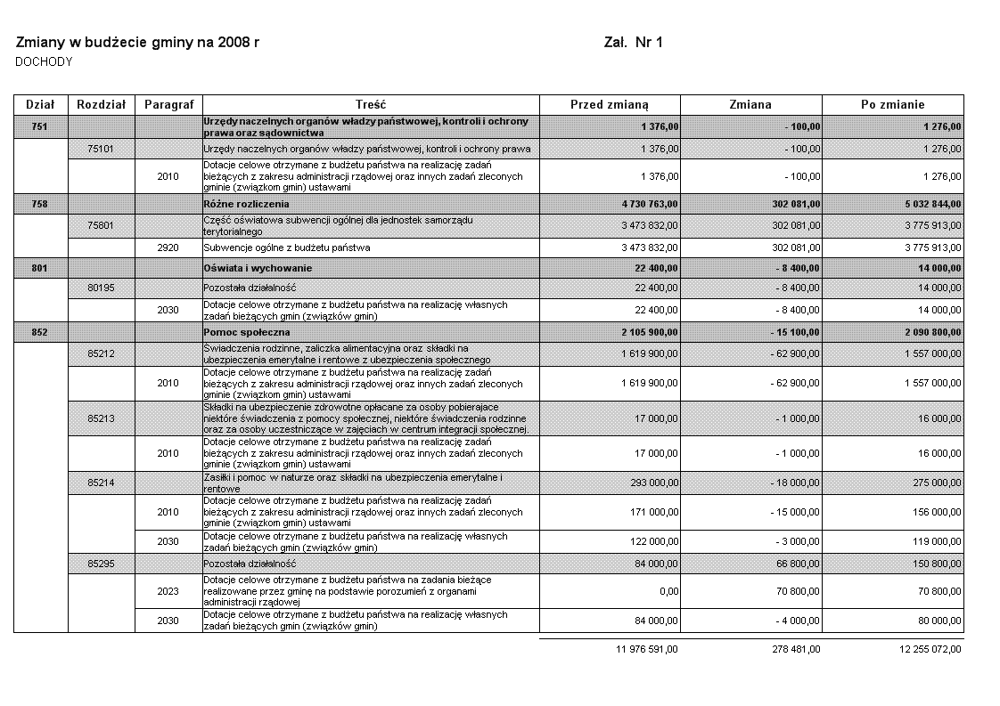 Zmiany w budżecie gminy na 2008 r Zał. Nr 1
DOCHODY
Dział Rozdział Paragraf Treść Przed zmianą Zmiana Po zmianie
751 Urzędy naczelnych organów władzy państwowej, kontroli i ochrony
prawa oraz sądownictwa 1 376,00 - 100,00 1 276,00
75101 Urzędy naczelnych organów władzy państwowej, kontroli i ochrony prawa 1 376,00 - 100,00 1 276,00
Dotacje celowe otrzymane z budżetu państwa na realizację zadań
2010 bieżących z zakresu administracji rządowej oraz innych zadań zleconych 1 376,00 - 100,00 1 276,00
gminie (związkom gmin) ustawami
758 Różne rozliczenia 4 730 763,00 302 081,00 5 032 844,00
75801 Część oświatowa subwencji ogólnej dla jednostek samorządu
terytorialnego 3 473 832,00 302 081,00 3 775 913,00
2920 Subwencje ogólne z budżetu państwa 3 473 832,00 302 081,00 3 775 913,00
801 Oświata i wychowanie 22 400,00 - 8 400,00 14 000,00
80195 Pozostała działalność 22 400,00 - 8 400,00 14 000,00
2030 Dotacje celowe otrzymane z budżetu państwa na realizację własnych
zadań bieżących gmin (związków gmin) 22 400,00 - 8 400,00 14 000,00
852 Pomoc społeczna 2 105 900,00 - 15 100,00 2 090 800,00
85212 Świadczenia rodzinne, zaliczka alimentacyjna oraz składki na
ubezpieczenia emerytalne i rentowe z ubezpieczenia społecznego 1 619 900,00 - 62 900,00 1 557 000,00
Dotacje celowe otrzymane z budżetu państwa na realizację zadań
2010 bieżących z zakresu administracji rządowej oraz innych zadań zleconych 1 619 900,00 - 62 900,00 1 557 000,00
gminie (związkom gmin) ustawami
Składki na ubezpieczenie zdrowotne opłacane za osoby pobierajace
85213 niektóre świadczenia z pomocy społecznej, niektóre świadczenia rodzinne 17 000,00 - 1 000,00 16 000,00
oraz za osoby uczestniczące w zajęciach w centrum integracji społecznej.
Dotacje celowe otrzymane z budżetu państwa na realizację zadań
2010 bieżących z zakresu administracji rządowej oraz innych zadań zleconych 17 000,00 - 1 000,00 16 000,00
gminie (związkom gmin) ustawami
85214 Zasiłki i pomoc w naturze oraz składki na ubezpieczenia emerytalne i
rentowe 293 000,00 - 18 000,00 275 000,00
Dotacje celowe otrzymane z budżetu państwa na realizację zadań
2010 bieżących z zakresu administracji rządowej oraz innych zadań zleconych 171 000,00 - 15 000,00 156 000,00
gminie (związkom gmin) ustawami
2030 Dotacje celowe otrzymane z budżetu państwa na realizację własnych
zadań bieżących gmin (związków gmin) 122 000,00 - 3 000,00 119 000,00
85295 Pozostała działalność 84 000,00 66 800,00 150 800,00
Dotacje celowe otrzymane z budżetu państwa na zadania bieżące
2023 realizowane przez gminę na podstawie porozumień z organami 0,00 70 800,00 70 800,00
administracji rządowej
2030 Dotacje celowe otrzymane z budżetu państwa na realizację własnych
zadań bieżących gmin (związków gmin) 84 000,00 - 4 000,00 80 000,00
11 976 591,00 278 481,00 12 255 072,00